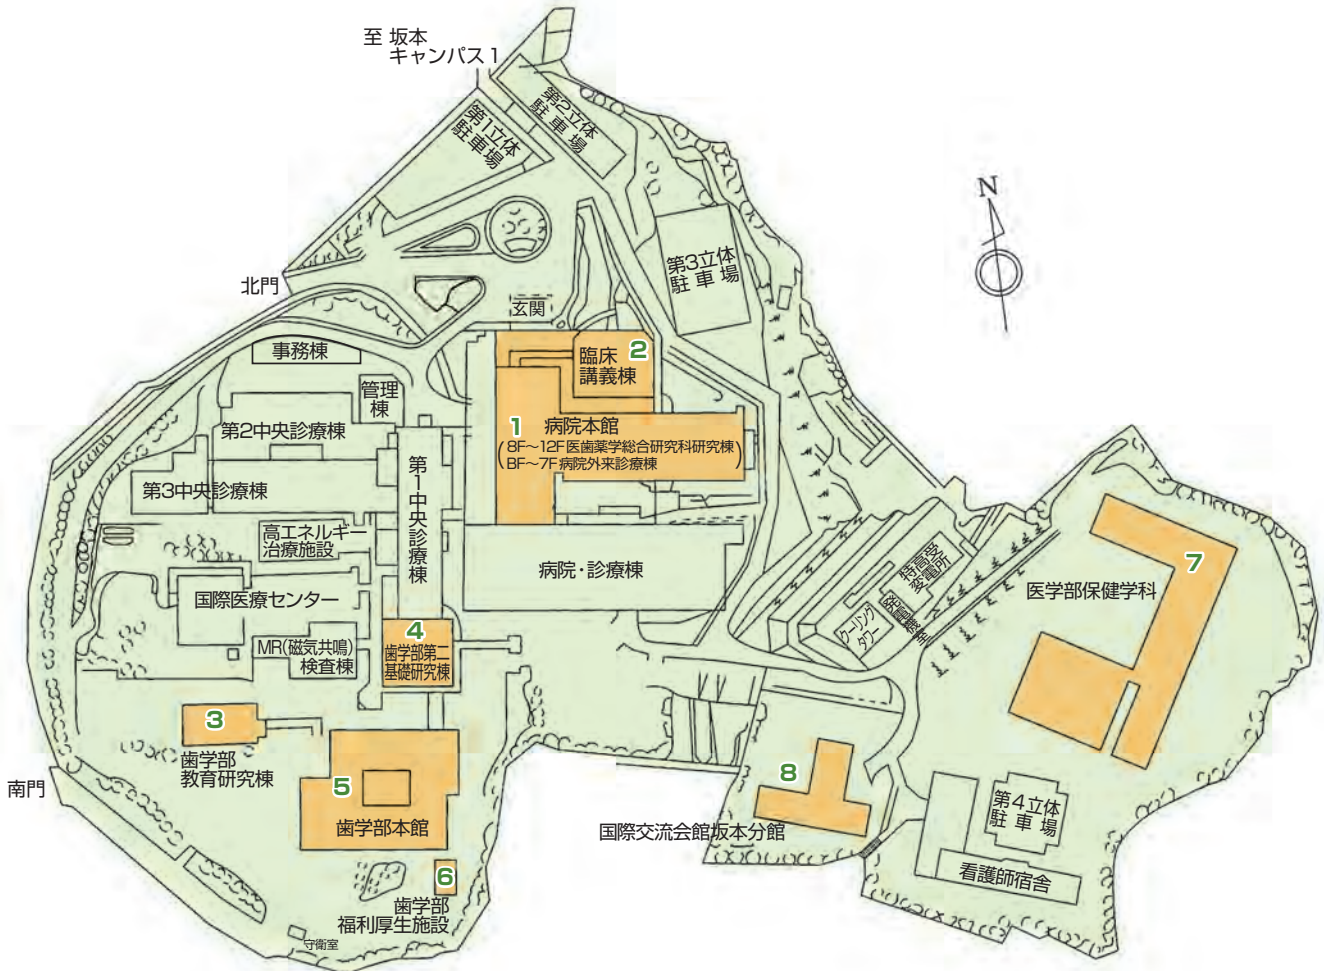 至 坂本
キャンパス1
第2立体
駐車場
第1立体
駐車場
N
第3立体
駐車場
北門
玄関
事務棟
臨床
講義棟
2
管理
棟
1
病院本館
(8F～12F 医歯薬学総合研究科研究棟
BF～7F 病院外来診療棟)
第2中央診療棟
第1中央診療棟
第3中央診療棟
高エネルギー
治療施設
特高受
変電所
発電機室
クーリング
タワー
7
医学部保健学科
病院・診療棟
国際医療センター
4
歯学部第二
基礎研究棟
MR(磁気共鳴)
検査棟
3
歯学部
教育研究棟
南門
5
歯学部本館
8
国際交流会館坂本分館
第4立体
駐車場
看護師宿舎
6
歯学部
福利厚生施設
守衛室